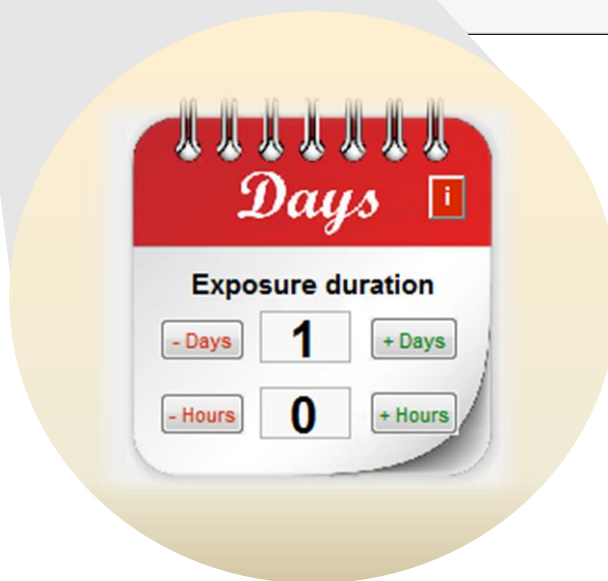 Days i
Exposure duration
- Days 1 + Days
- Hours 0 + Hours